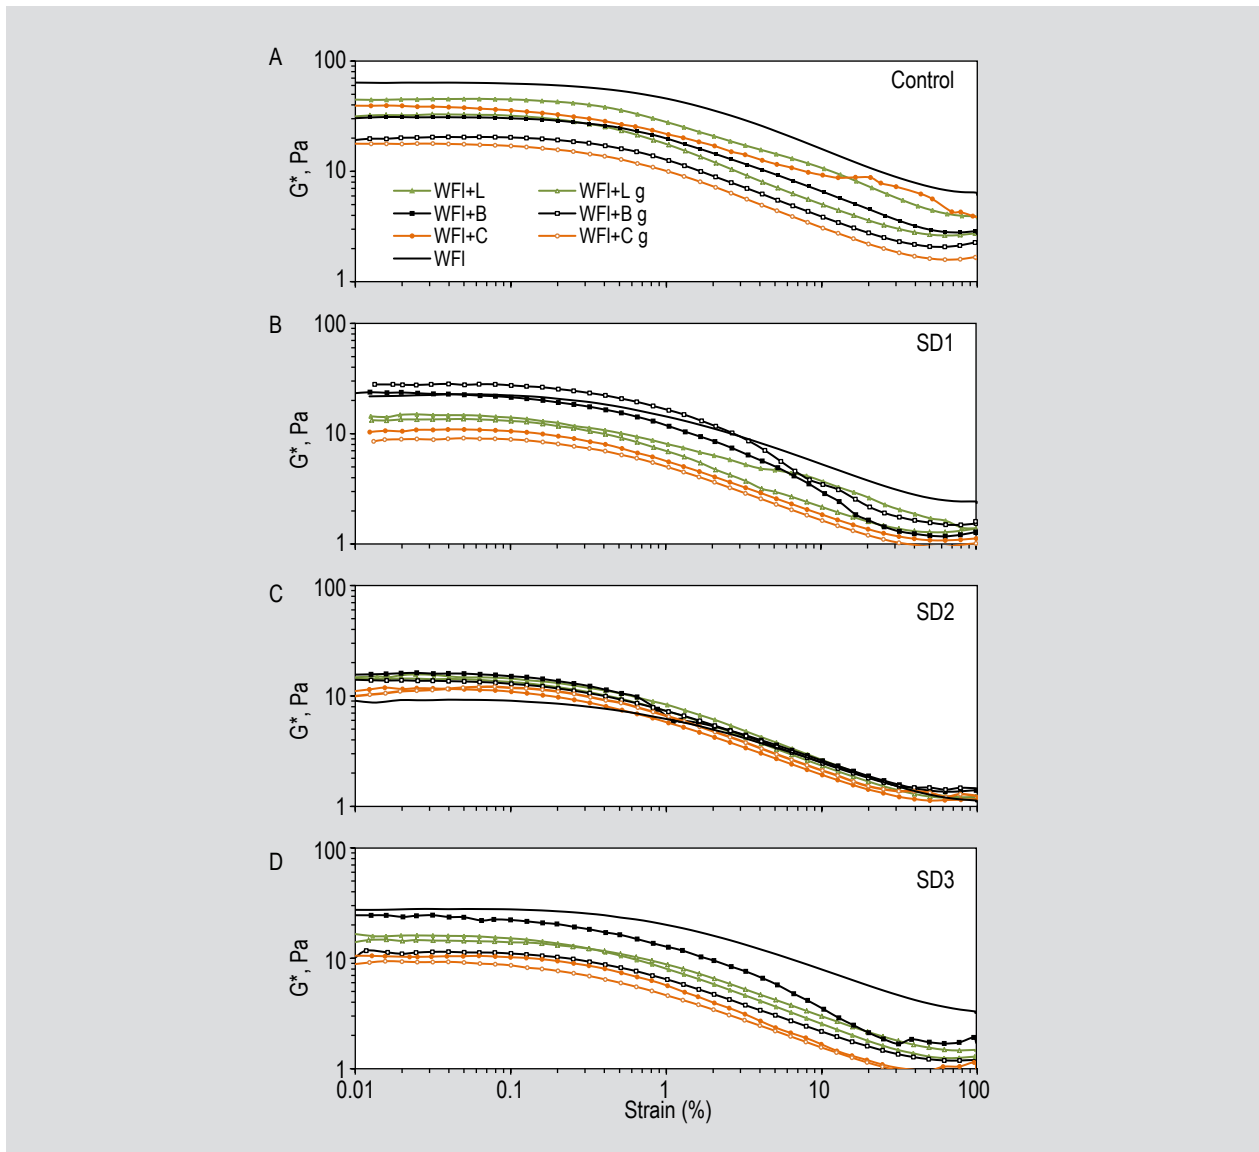 A
100
Control
G*, Pa
10
WFI+L
WFI+L g
WFI+B
WFI+B g
WFI+C
WFI+C g
WFI
1
B
100
SD1
G*, Pa
10
1
C
100
SD2
G*, Pa
10
1
D
100
SD3
G*, Pa
10
1
0.01
0.1
1
10
100
Strain (%)